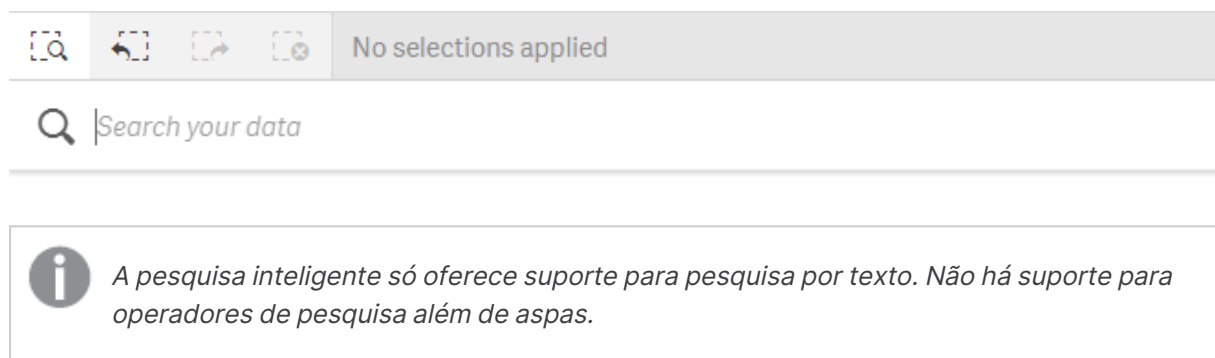 No selections applied
Search your data
A pesquisa inteligente só oferece suporte para pesquisa por texto. Não há suporte para
operadores de pesquisa além de aspas.